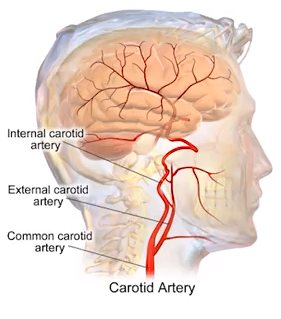 Internal carotid
artery
External carotid
artery
Common carotid
artery
Carotid Artery